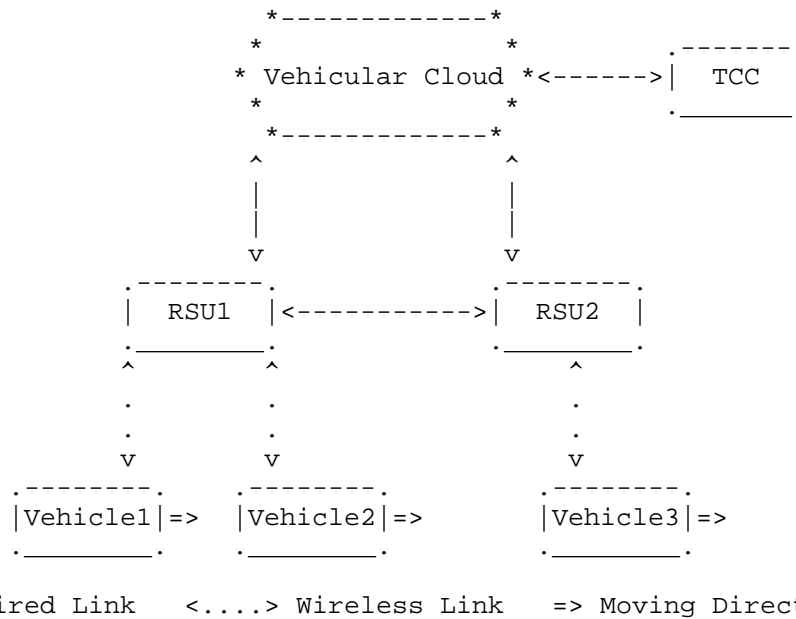 Vehicular Cloud TCC
RSU1 RSU2
Vehicle1 => Vehicle2 => Vehicle3 =>
ired Link <....> Wireless Link => Moving Direct